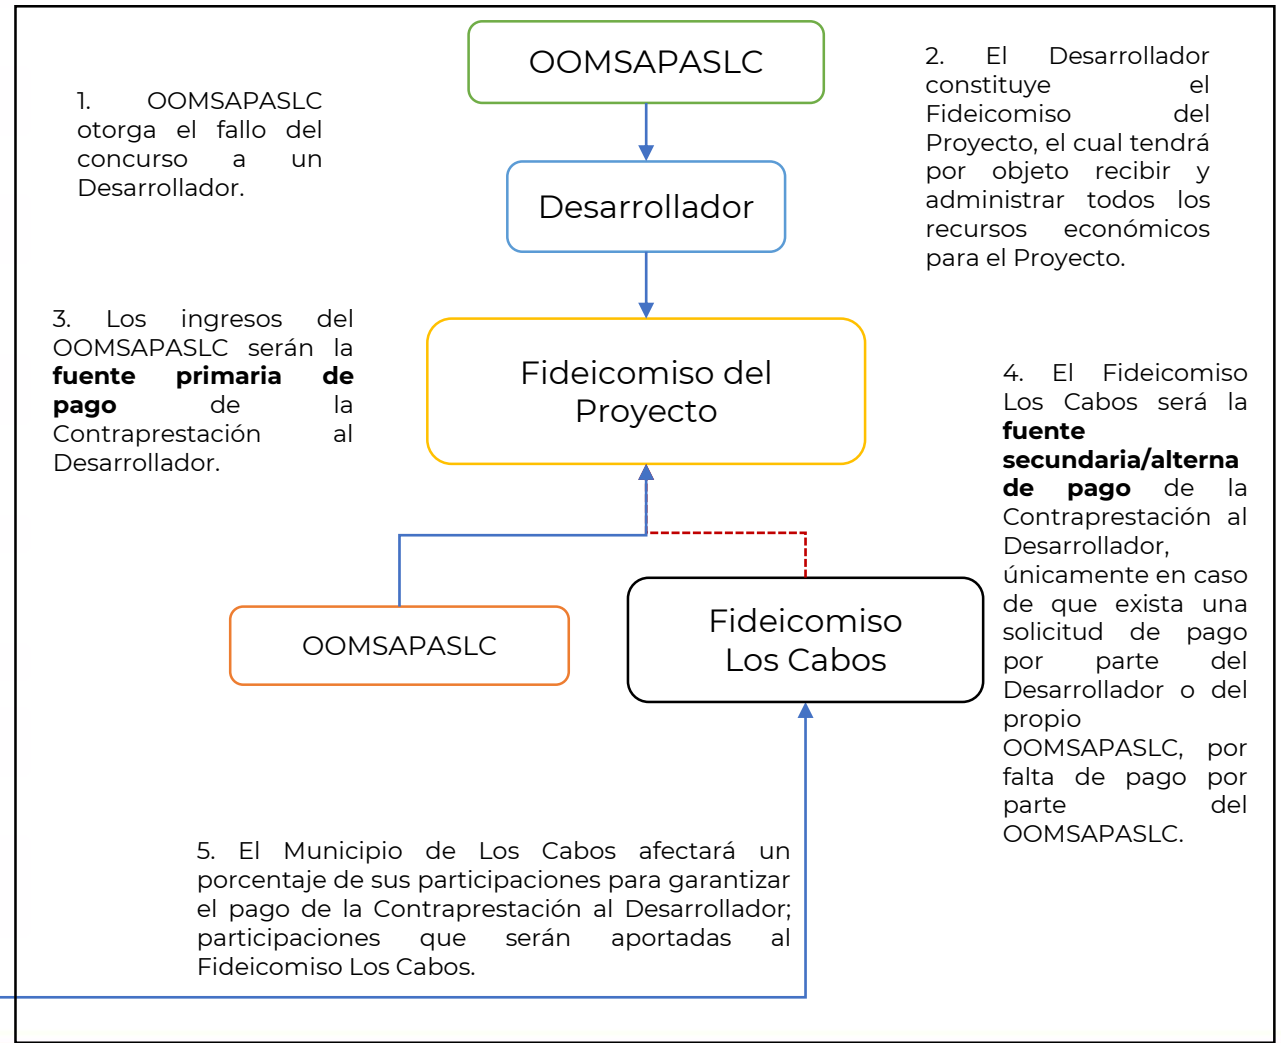 OOMSAPASLC
1. OOMSAPASLC
otorga el fallo del
concurso a un
Desarrollador.
2. El Desarrollador
constituye el
Fideicomiso del
Proyecto, el cual tendrá
por objeto recibir y
administrar todos los
recursos económicos
para el Proyecto.
Desarrollador
3. Los ingresos del
OOMSAPASLC serán la
fuente primaria de
pago de la
Contraprestación al
Desarrollador.
Fideicomiso del
Proyecto
4. El Fideicomiso
Los Cabos será la
fuente
secundaria/alterna
de pago de la
Contraprestación al
Desarrollador,
únicamente en caso
de que exista una
solicitud de pago
por parte del
Desarrollador o del
propio
OOMSAPASLC, por
falta de pago por
parte del
OOMSAPASLC.
OOMSAPASLC
Fideicomiso
Los Cabos
5. El Municipio de Los Cabos afectará un
porcentaje de sus participaciones para garantizar
el pago de la Contraprestación al Desarrollador;
participaciones que serán aportadas al
Fideicomiso Los Cabos.